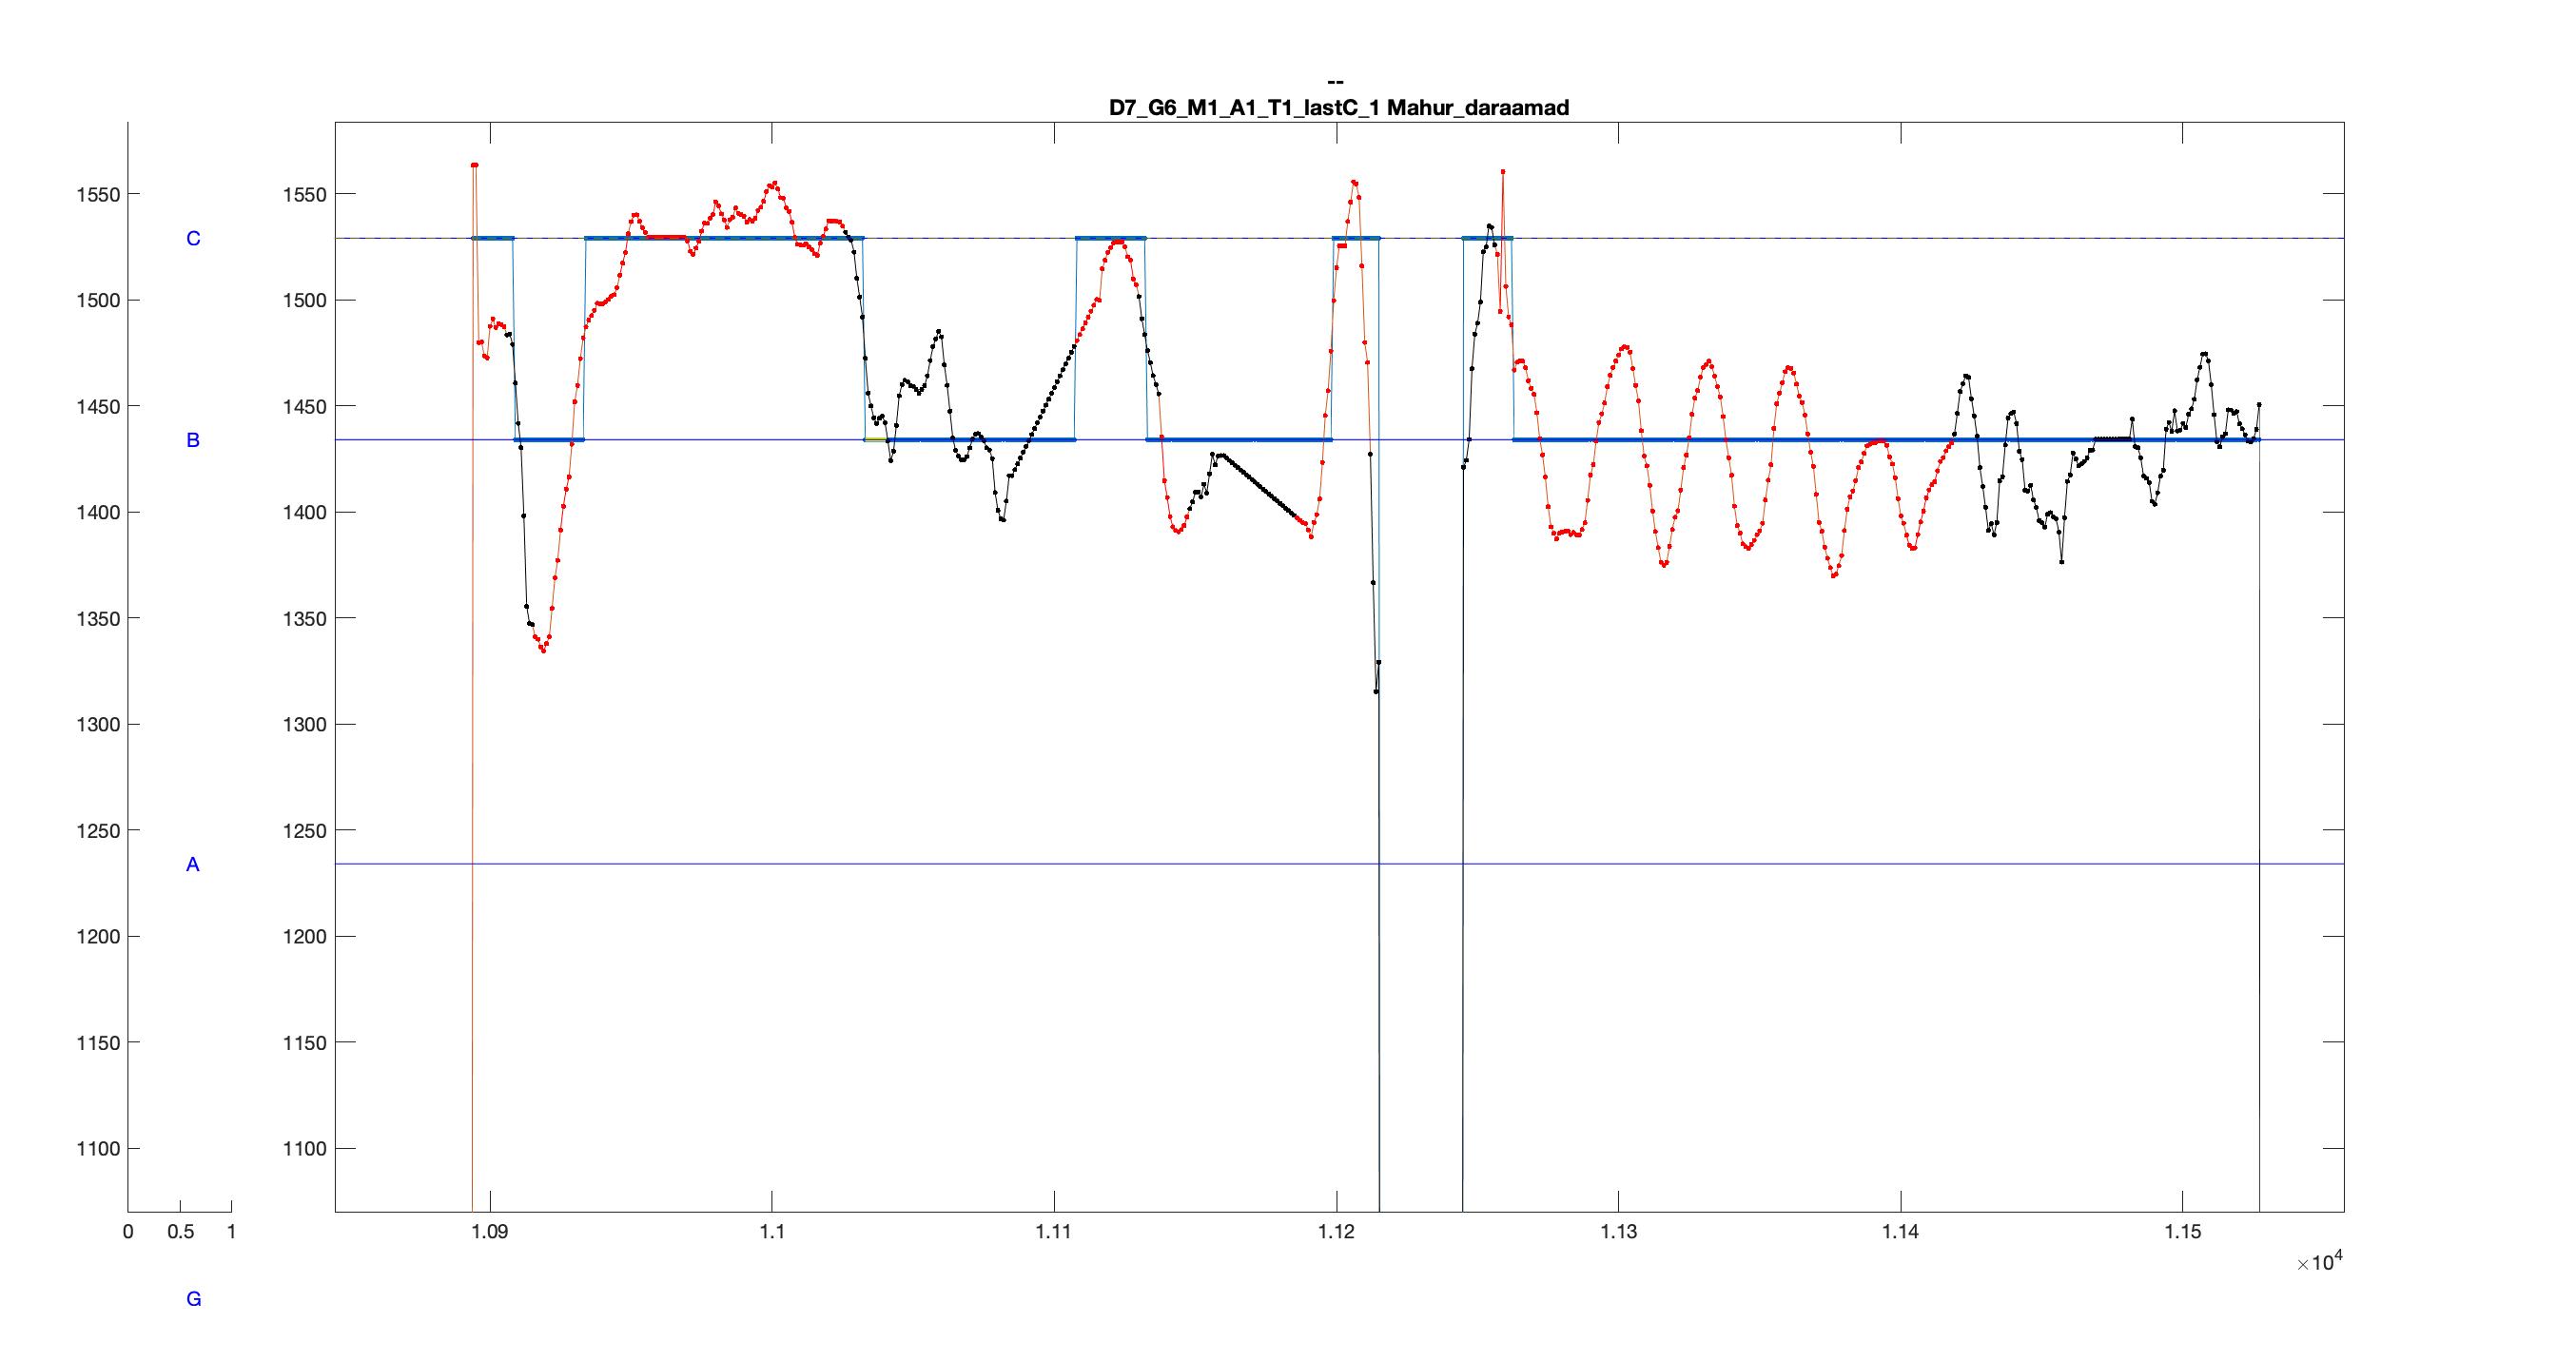 --
D7_G6_M1_A1_T1_lastC_1 Mahur_daraamad
1550 1550
C
1500 1500
1450 1450
B
1400 1400
1350 1350
1300 1300
1250 1250
A
1200 1200
1150 1150
1100 1100
0 0.5 1 1.09 1.1 1.11 1.12 1.13 1.14 1.15
×10⁴
G